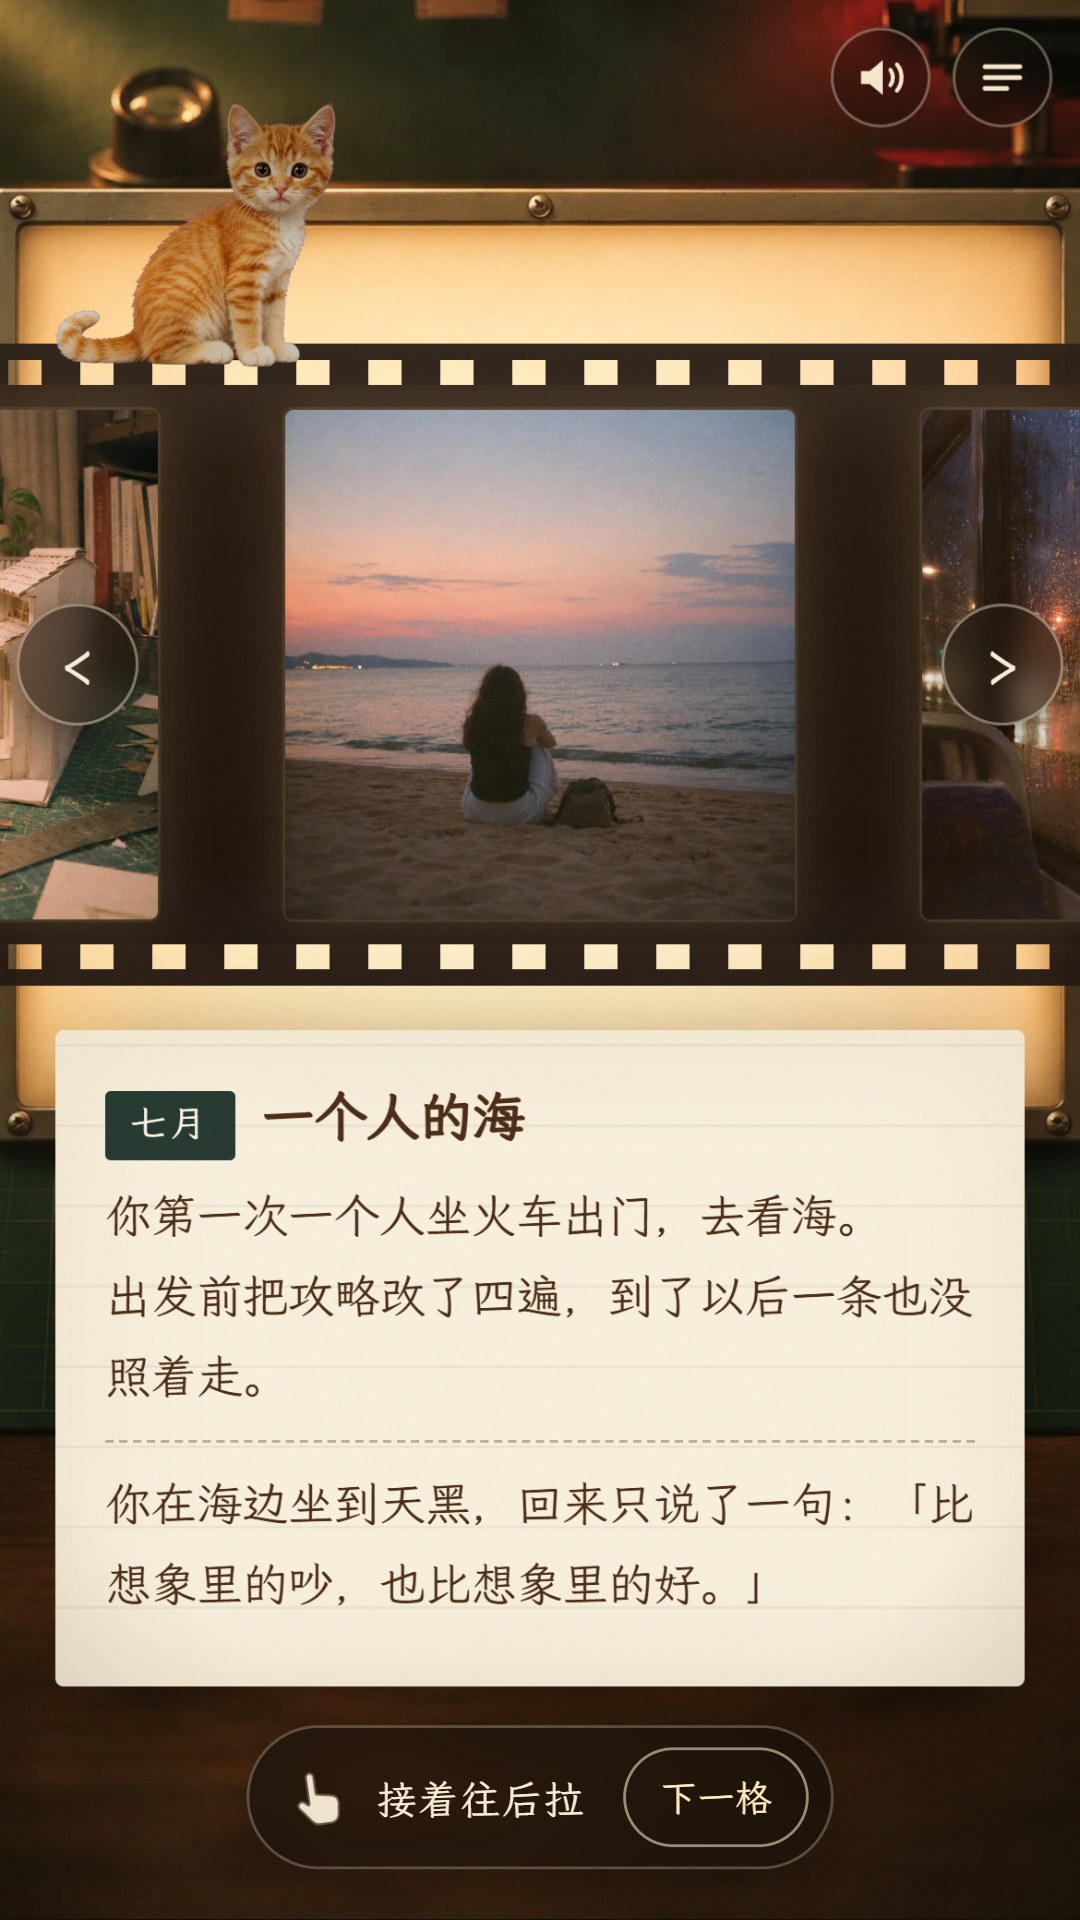 七月 一个人的海
你第一次一个人坐火车出门，去看海。
出发前把攻略改了四遍，到了以后一条也没
照着走。
你在海边坐到天黑，回来只说了一句：「比
想象里的吵，也比想象里的好。」
接着往后拉 下一格